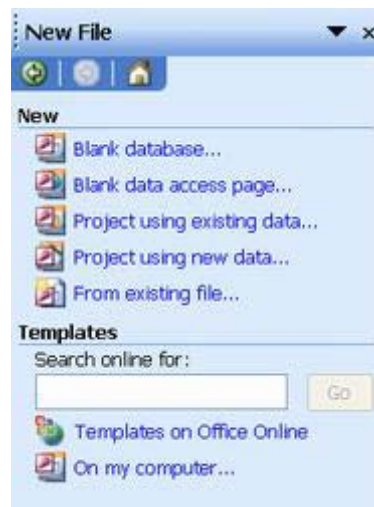 New File
New
Blank database...
Blank data access page...
Project using existing data...
Project using new data...
From existing file...
Templates
Search online for:
Go
Templates on Office Online
On my computer...